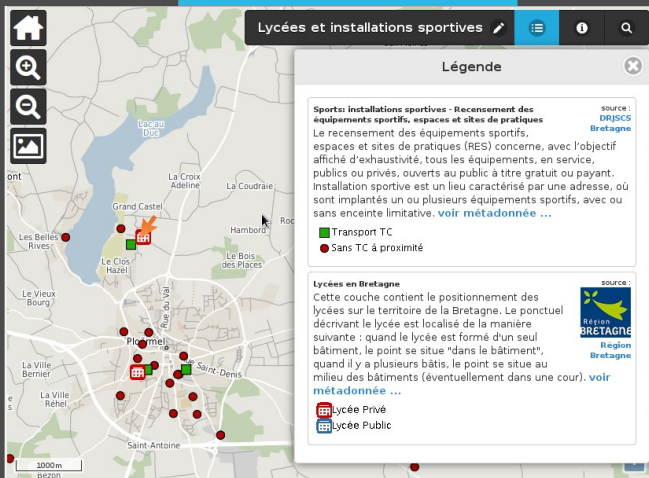 Lycées et installations sportives
Légende
Sports: installations sportives - Recensement des
équipements sportifs, espaces et sites de pratiques
source :
DRJSCS
Bretagne
Le recensement des équipements sportifs,
espaces et sites de pratiques (RES) concerne, avec l'objectif
affiché d'exhaustivité, tous les équipements, en service,
publics ou privés, ouverts au public à titre gratuit ou payant.
Installation sportive est un lieu caractérisé par une adresse, où
sont implantés un ou plusieurs équipements sportifs, avec ou
sans enceinte limitative. voir métadonnée ...
Transport TC
Sans TC à proximité
Lycées en Bretagne
source :
Cette couche contient le positionnement des
lycées sur le territoire de la Bretagne. Le ponctuel
décrivant le lycée est localisé de la manière
suivante : quand le lycée est formé d'un seul
bâtiment, le point se situe "dans le bâtiment",
quand il y a plusieurs bâtis, le point se situe au
milieu des bâtiments (éventuellement dans une cour). voir
métadonnée ...
Région
BRETAGNE
Région
Bretagne
Lycée Privé
Lycée Public
Lac au
Duc
ont
La Croix
Adeline
La Coudraie
Grand Castel
Roc
Hambord
Les Belles
Rives
Le Bois
des Places
Le Clos
Hazel
Le Vieux
Bourg
Rue du Val
Ploërmel
La Ville
Bernier
Rue Saint-Denis
La Ville
Réhel
e
s
Saint-Antoine
1000m
Bézon